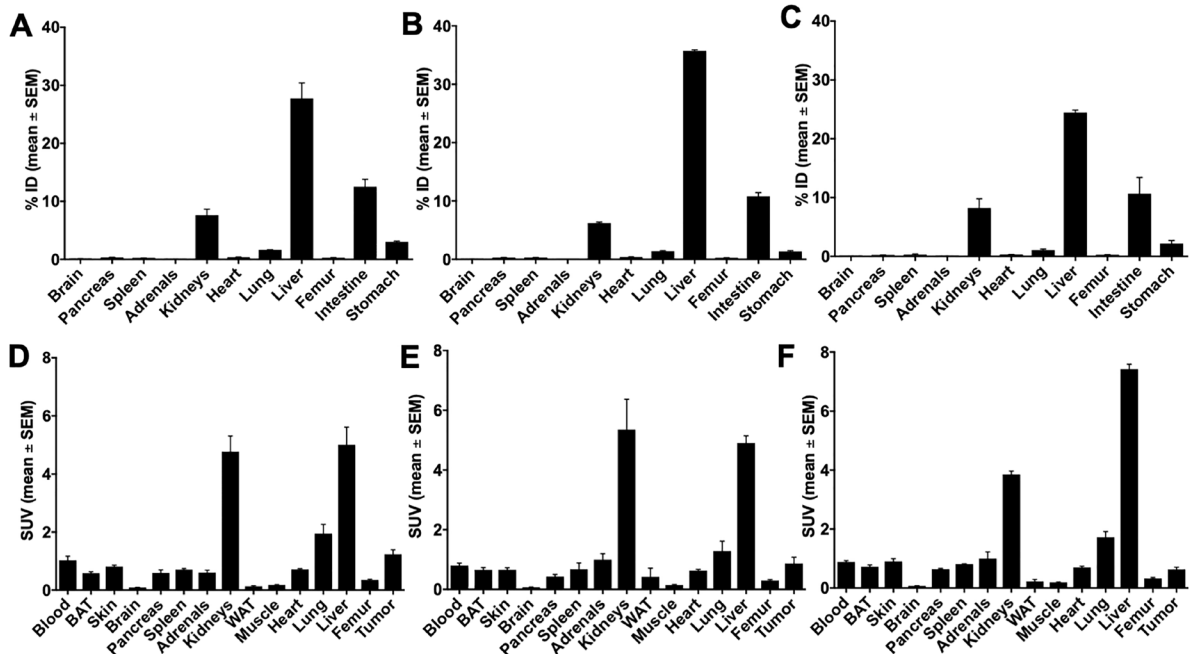 A
% ID (mean ± SEM)
40
30
20
10
0
Brain
Pancreas
Spleen
Adrenals
Kidneys
Heart
Lung
Liver
Femur
Intestine
Stomach
B
% ID (mean ± SEM)
40
30
20
10
0
Brain
Pancreas
Spleen
Adrenals
Kidneys
Heart
Lung
Liver
Femur
Intestine
Stomach
C
% ID (mean ± SEM)
40
30
20
10
0
Brain
Pancreas
Spleen
Adrenals
Kidneys
Heart
Lung
Liver
Femur
Intestine
Stomach
D
SUV (mean ± SEM)
8
6
4
2
0
Blood
BAT
Skin
Brain
Pancreas
Spleen
Adrenals
Kidneys
WAT
Muscle
Heart
Lung
Liver
Femur
Tumor
E
SUV (mean ± SEM)
8
6
4
2
0
Blood
BAT
Skin
Brain
Pancreas
Spleen
Adrenals
Kidneys
WAT
Muscle
Heart
Lung
Liver
Femur
Tumor
F
SUV (mean ± SEM)
8
6
4
2
0
Blood
BAT
Skin
Brain
Pancreas
Spleen
Adrenals
Kidneys
WAT
Muscle
Heart
Lung
Liver
Femur
Tumor